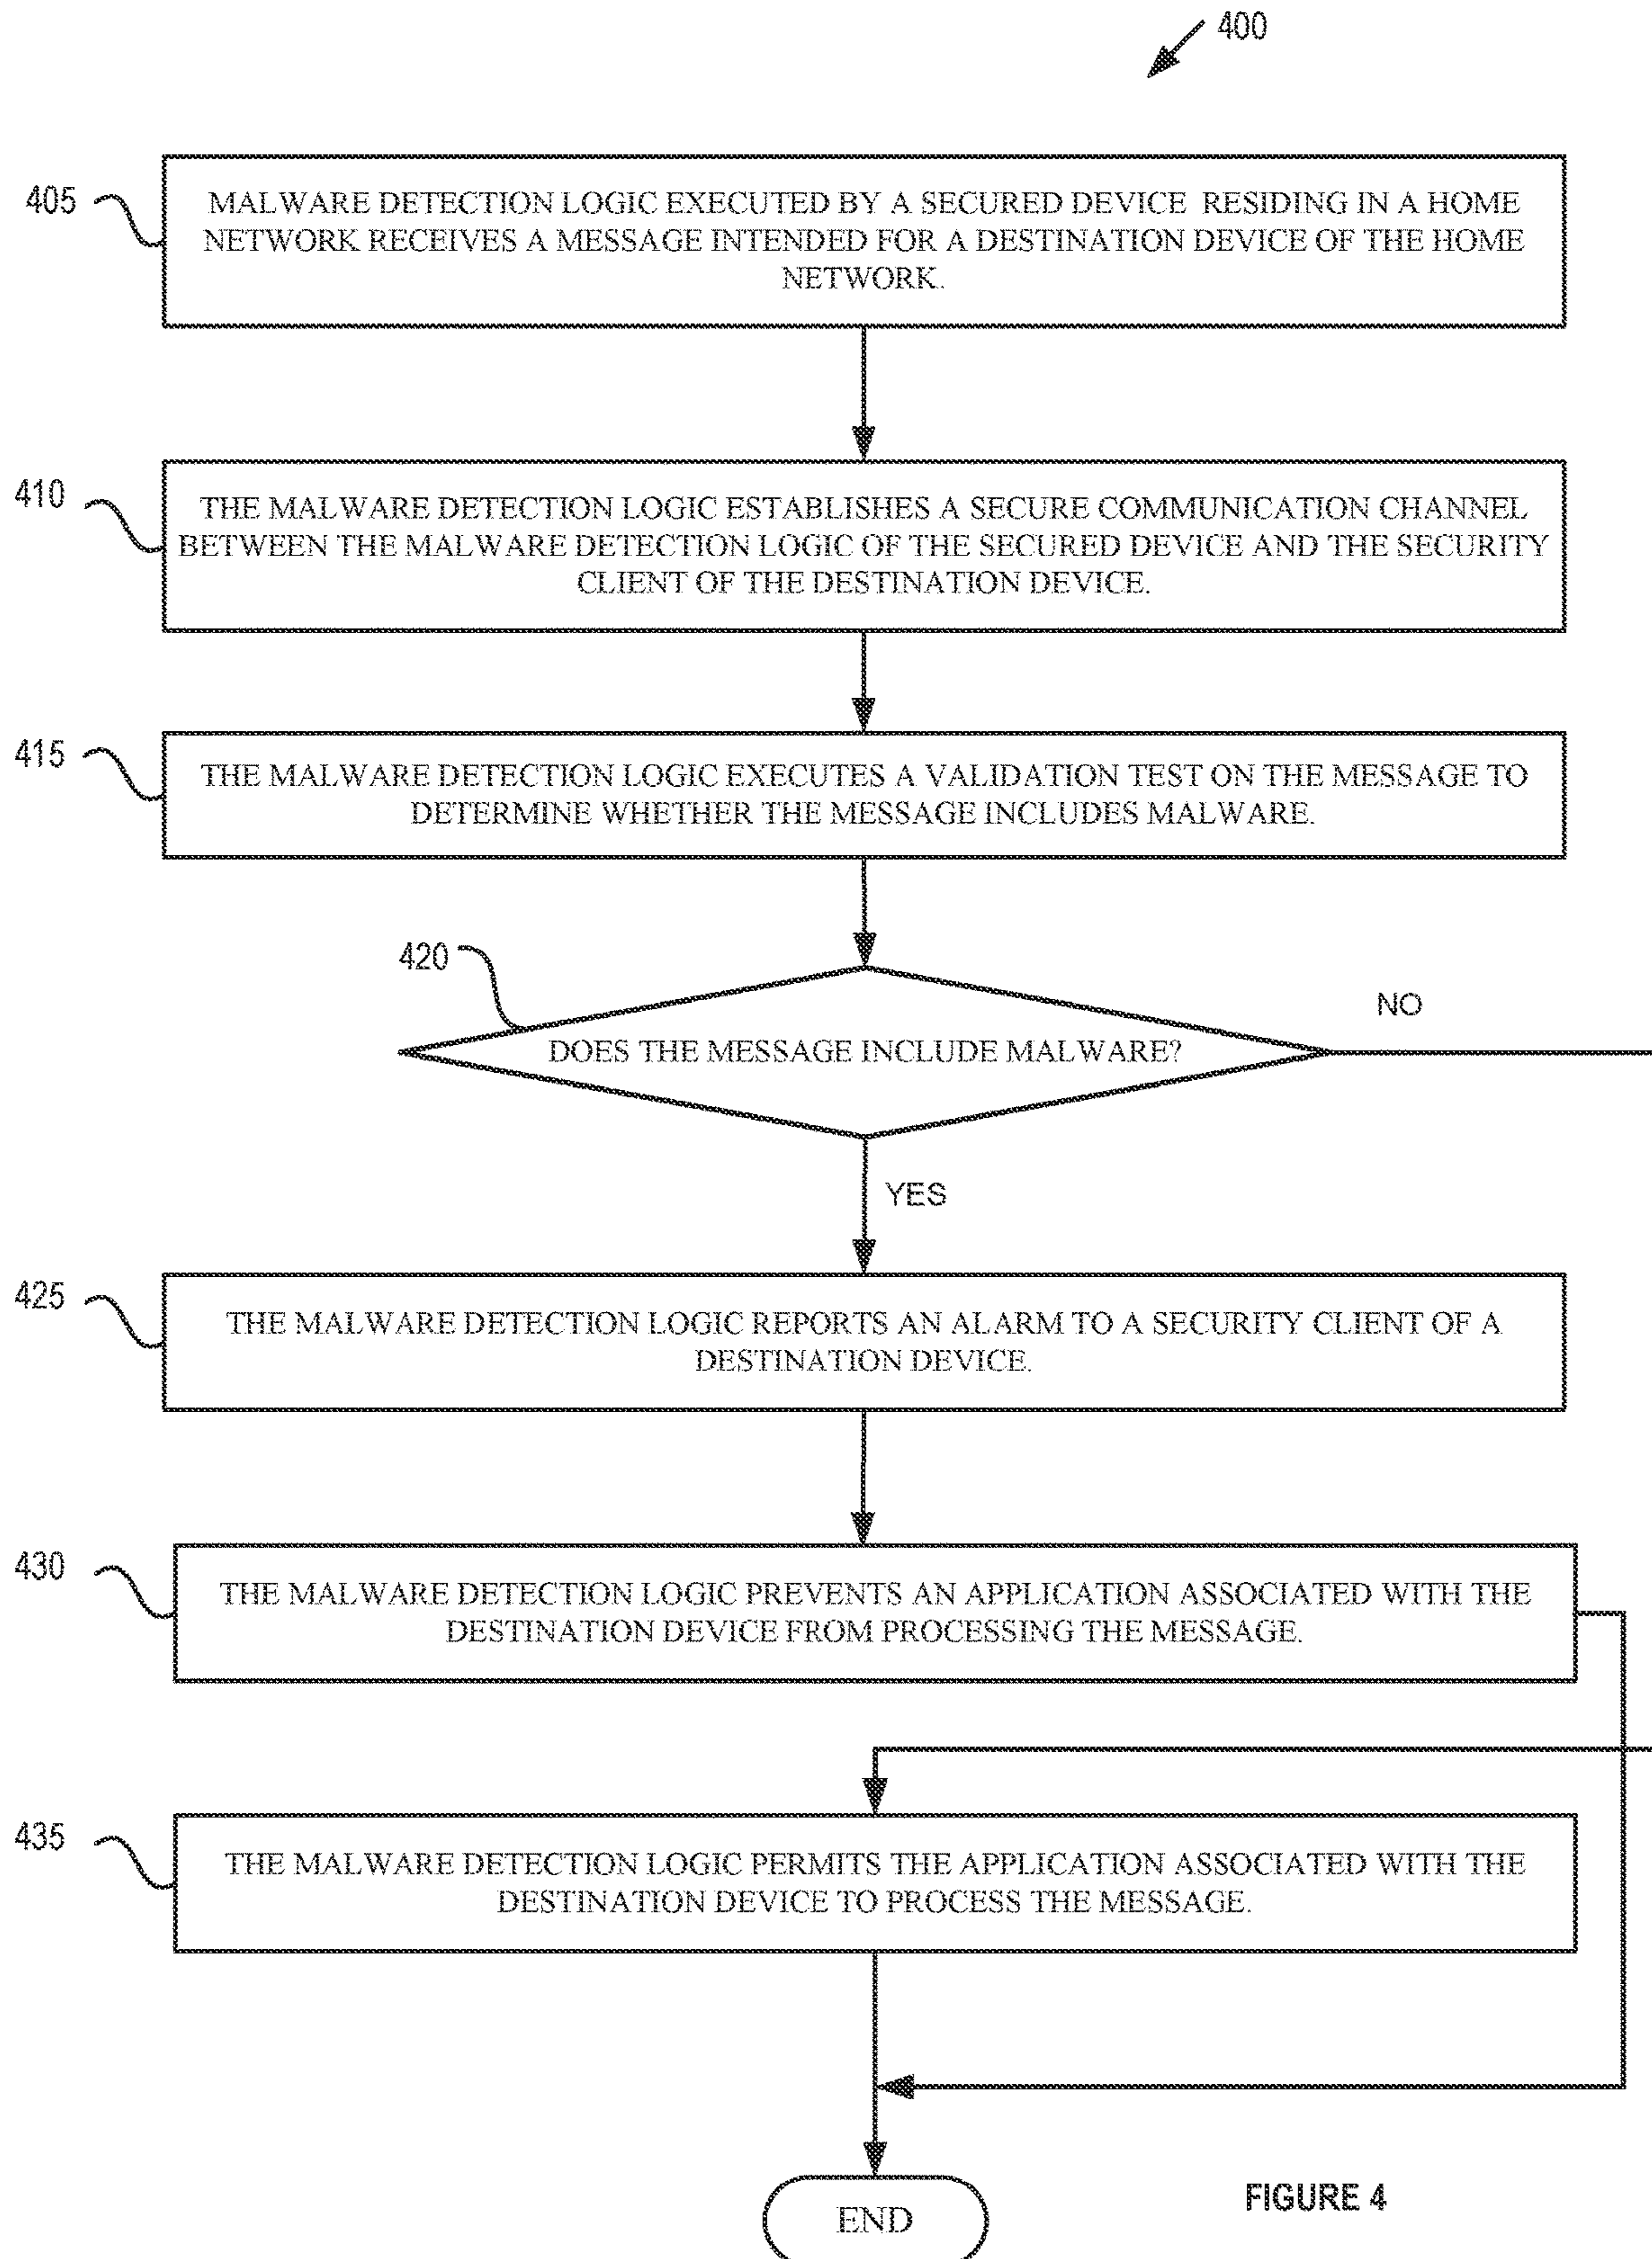 400
405
MALWARE DETECTION LOGIC EXECUTED BY A SECURED DEVICE RESIDING IN A HOME
NETWORK RECEIVES A MESSAGE INTENDED FOR A DESTINATION DEVICE OF THE HOME
NETWORK.
410
THE MALWARE DETECTION LOGIC ESTABLISHES A SECURE COMMUNICATION CHANNEL
BETWEEN THE MALWARE DETECTION LOGIC OF THE SECURED DEVICE AND THE SECURITY
CLIENT OF THE DESTINATION DEVICE.
415
THE MALWARE DETECTION LOGIC EXECUTES A VALIDATION TEST ON THE MESSAGE TO
DETERMINE WHETHER THE MESSAGE INCLUDES MALWARE.
420
NO
DOES THE MESSAGE INCLUDE MALWARE?
YES
425
THE MALWARE DETECTION LOGIC REPORTS AN ALARM TO A SECURITY CLIENT OF A
DESTINATION DEVICE.
430
THE MALWARE DETECTION LOGIC PREVENTS AN APPLICATION ASSOCIATED WITH THE
DESTINATION DEVICE FROM PROCESSING THE MESSAGE.
435
THE MALWARE DETECTION LOGIC PERMITS THE APPLICATION ASSOCIATED WITH THE
DESTINATION DEVICE TO PROCESS THE MESSAGE.
FIGURE 4
END